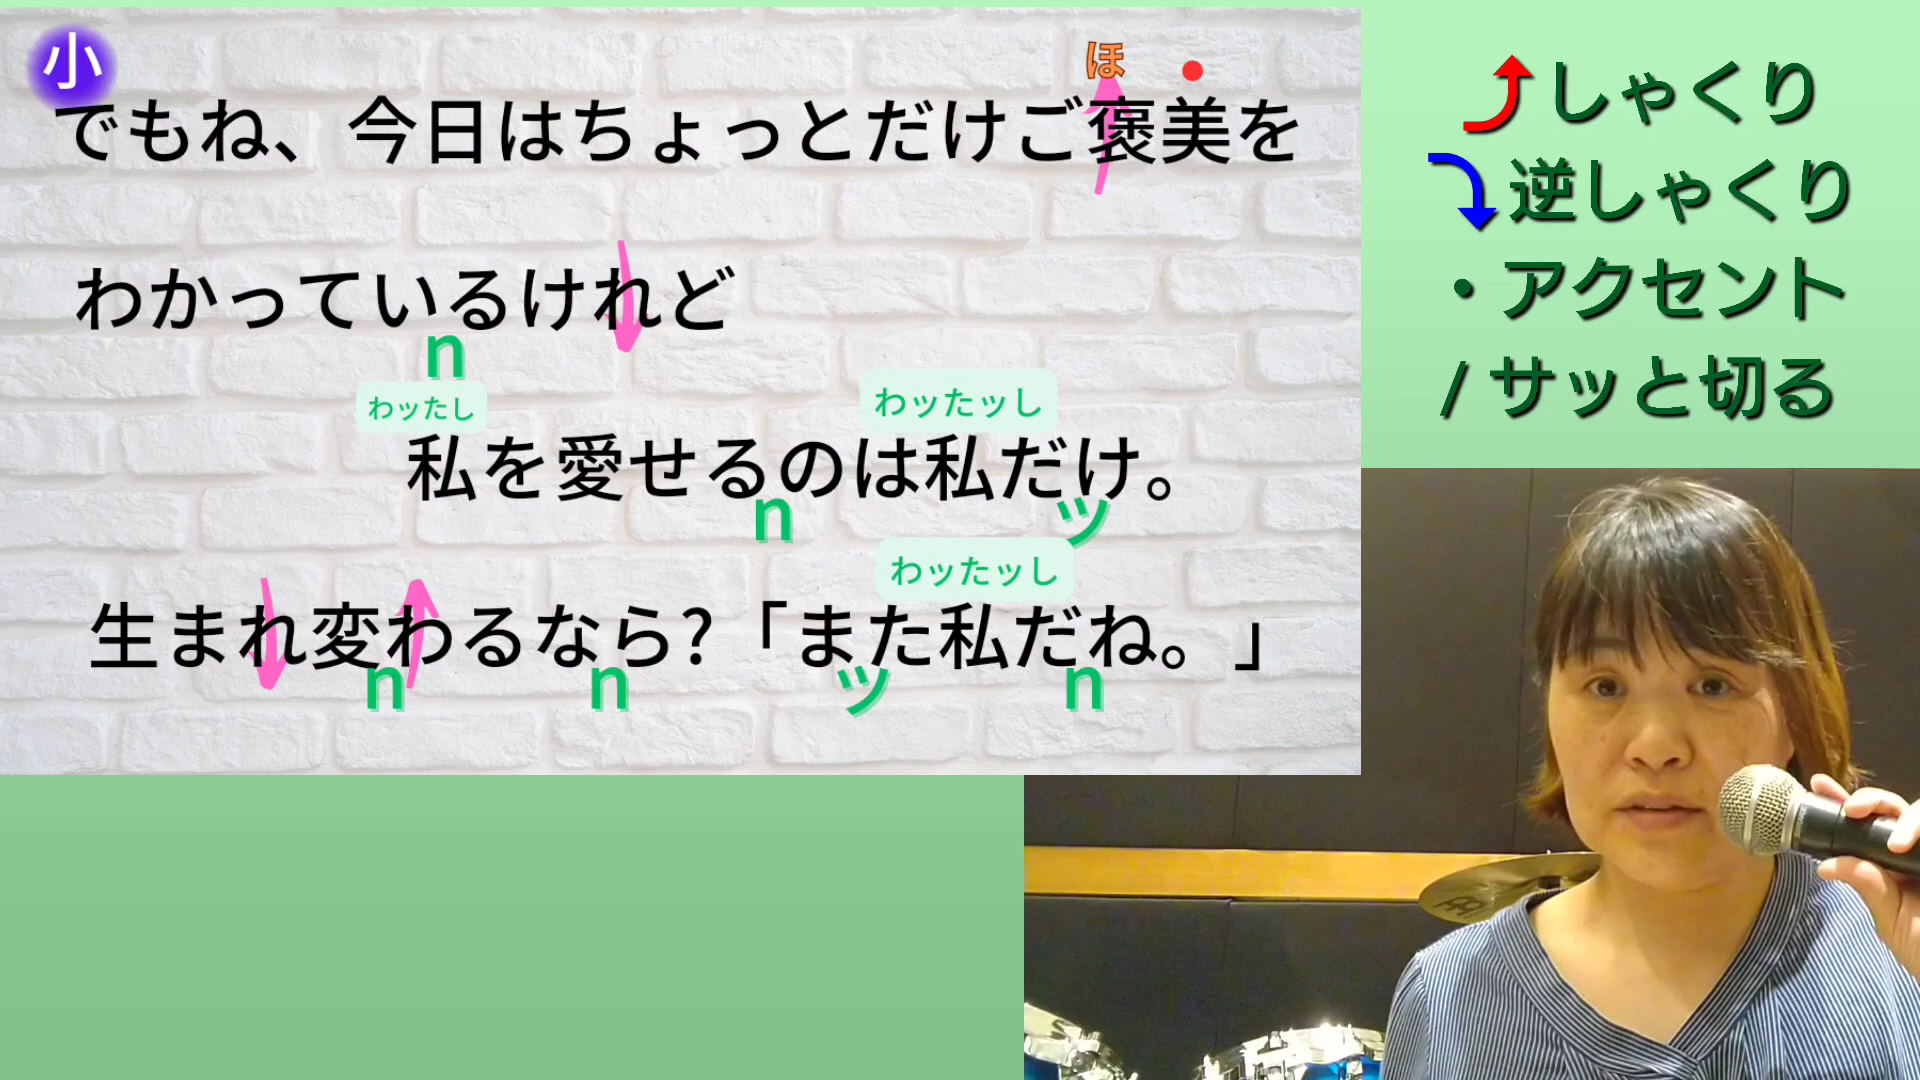 小
ほ
でもね、今日はちょっとだけご褒美を
わかっているけれど
n
わッたし
わッたッし
私を愛せるのは私だけ。
n
ッ
わッたッし
生まれ変わるなら?「また私だね。」
n
n
ッ
n
しゃくり
逆しゃくり
・アクセント
/ サッと切る